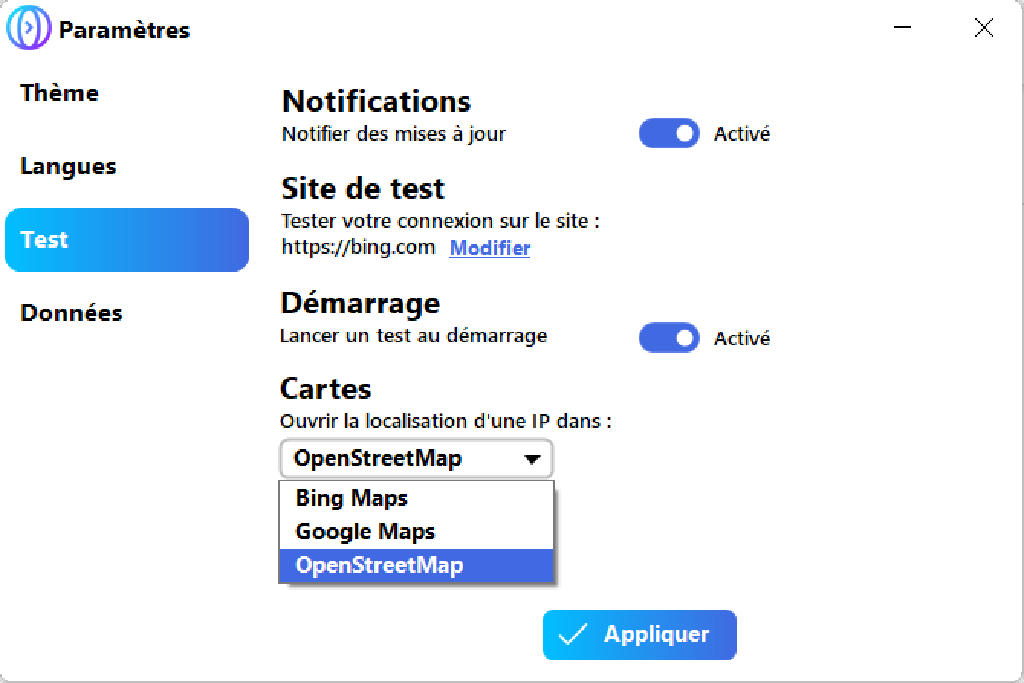 Paramètres
Thème
Langues
Test
Données
Notifications
Notifier des mises à jour
Activé
Site de test
Tester votre connexion sur le site :
https://bing.com Modifier
Démarrage
Lancer un test au démarrage
Activé
Cartes
Ouvrir la localisation d'une IP dans :
OpenStreetMap
Bing Maps
Google Maps
OpenStreetMap
Appliquer